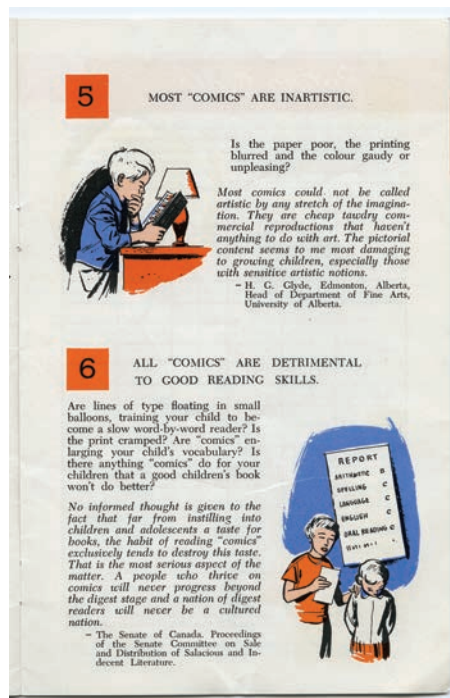 5
MOST "COMICS" ARE INARTISTIC.
Is the paper poor, the printing
blurred and the colour gaudy or
unpleasing?
Most comics could not be called
artistic by any stretch of the imagina-
tion. They are cheap tawdry com-
mercial reproductions that haven't
anything to do with art. The pictorial
content seems to me most damaging
to growing children, especially those
with sensitive artistic notions.
– H. G. Glyde, Edmonton, Alberta,
Head of Department of Fine Arts,
University of Alberta.
6
ALL "COMICS" ARE DETRIMENTAL
TO GOOD READING SKILLS.
Are lines of type floating in small
balloons, training your child to be-
come a slow word-by-word reader? Is
the print cramped? Are "comics" en-
larging your child's vocabulary? Is
there anything "comics" do for your
children that a good children's book
won't do better?
No informed thought is given to the
fact that far from instilling into
children and adolescents a taste for
books, the habit of reading "comics"
exclusively tends to destroy this taste.
That is the most serious aspect of the
matter. A people who thrive on
comics will never progress beyond
the digest stage and a nation of digest
readers will never be a cultured
nation.
– The Senate of Canada. Proceedings
of the Senate Committee on Sale
and Distribution of Salacious and In-
decent Literature.
REPORT
ARITHMETIC B
SPELLING C
LANGUAGE C
ENGLISH C
ORAL READING C